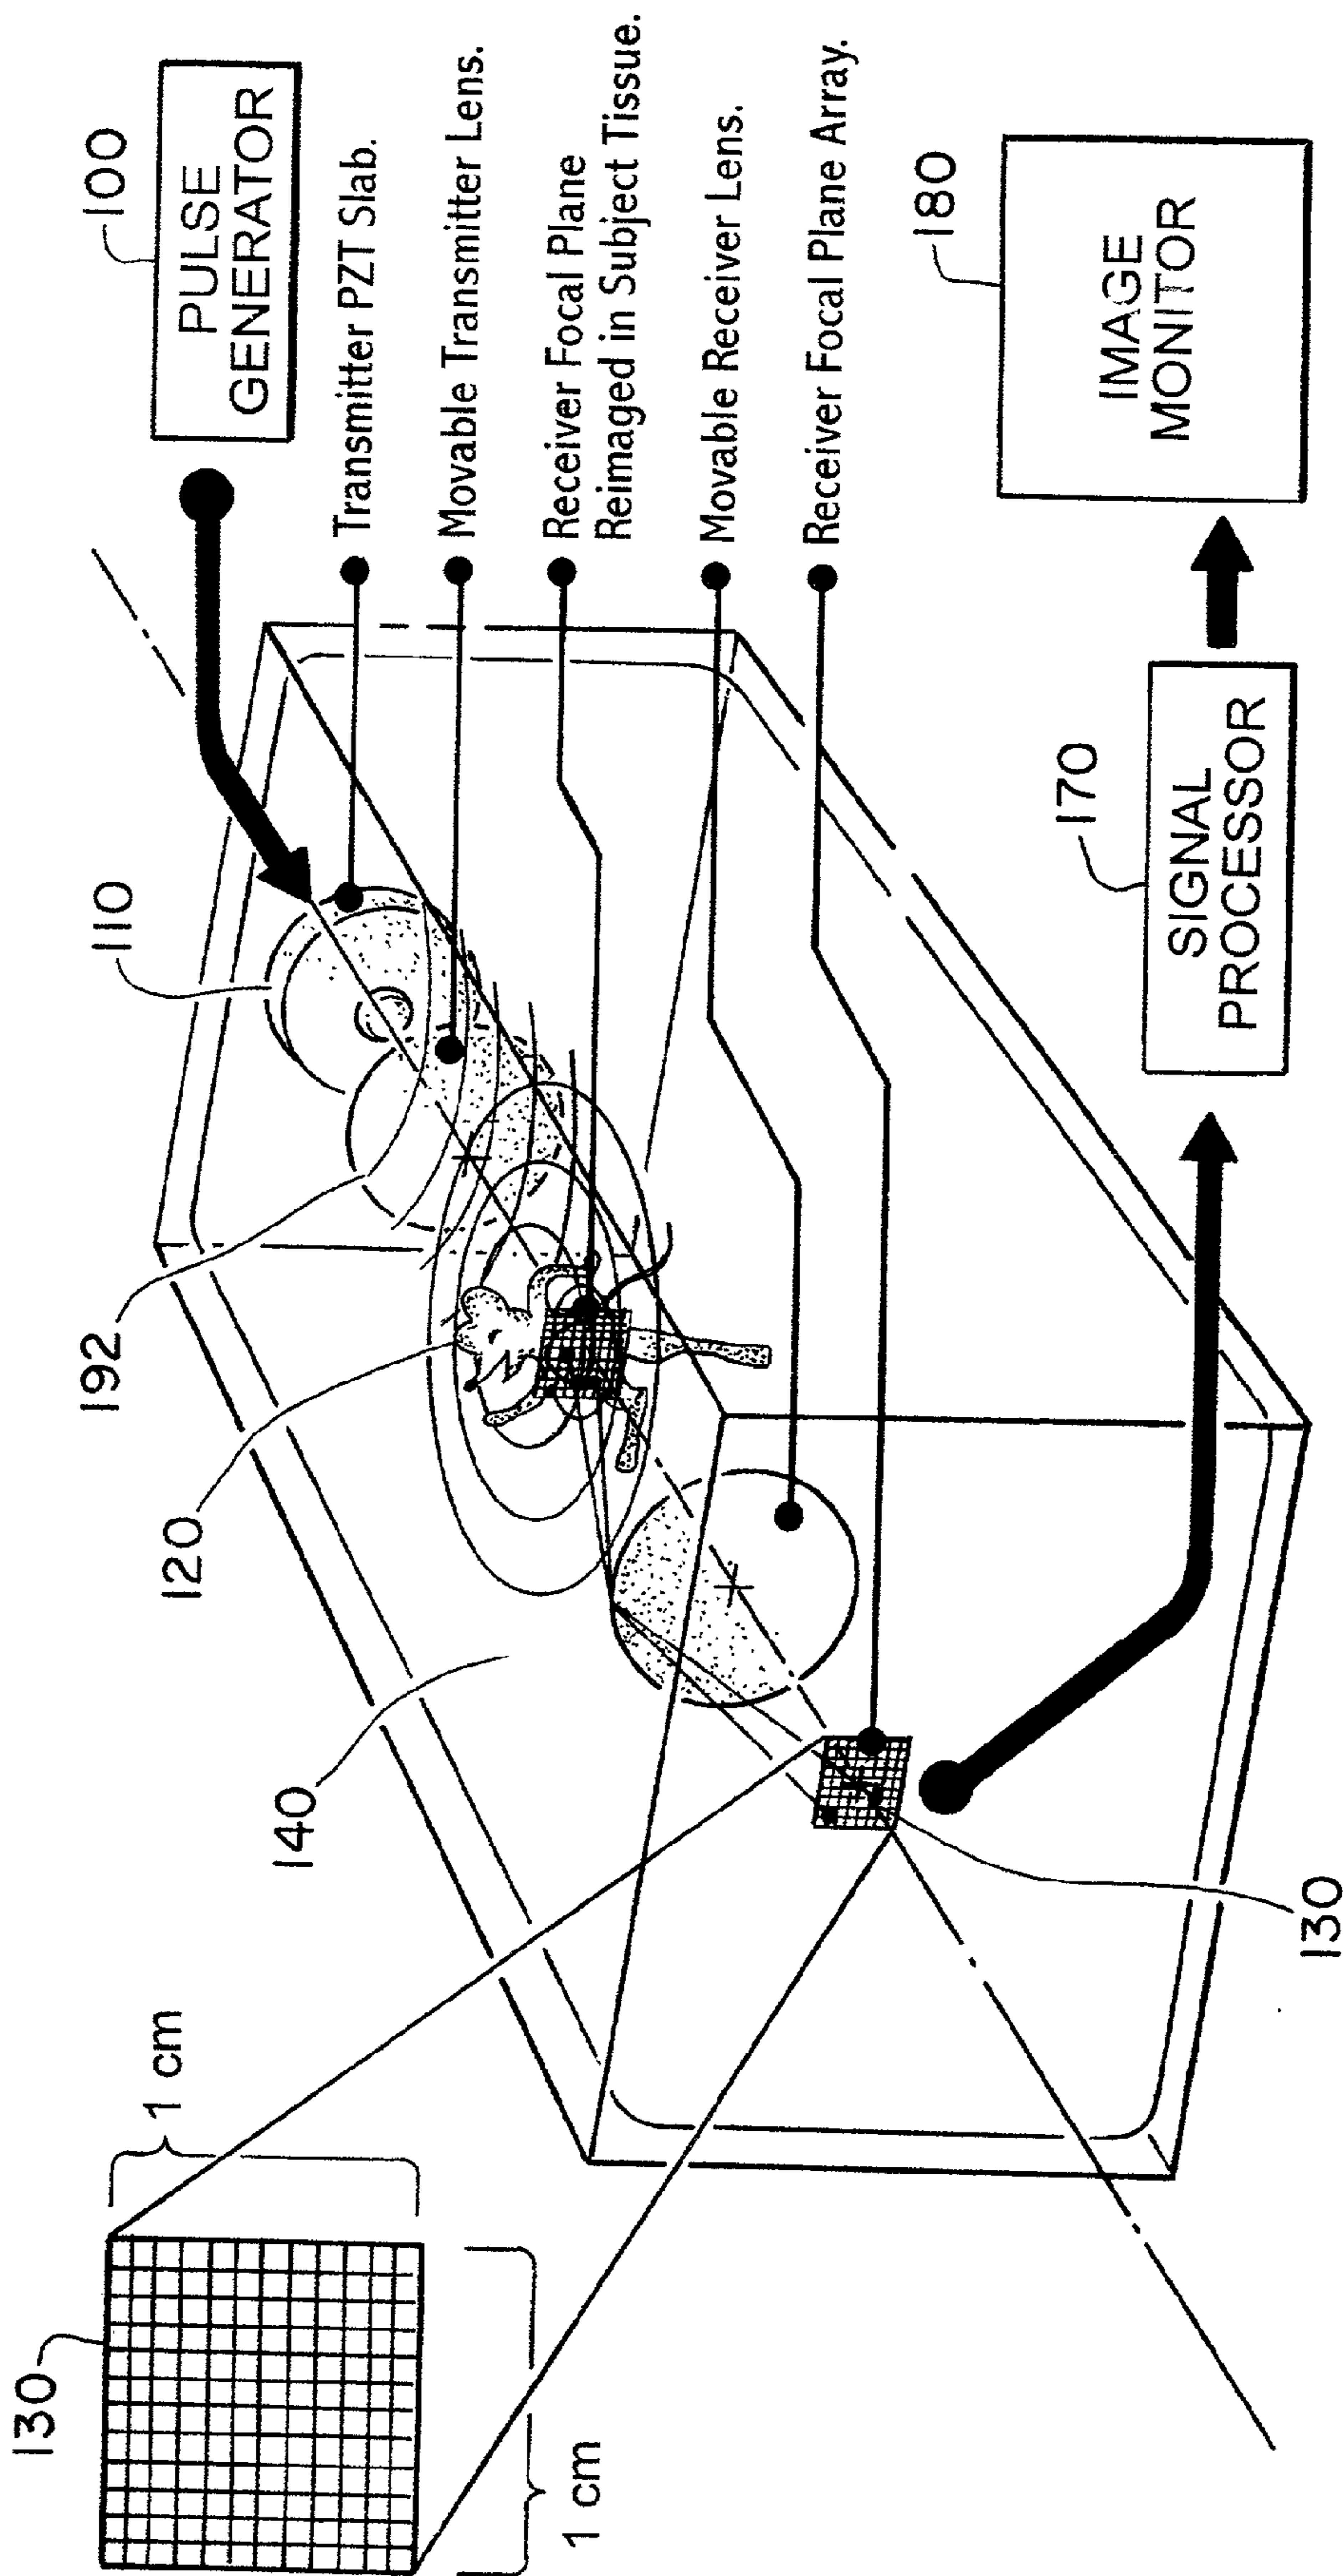 130
1 cm
1 cm
140
120
192
110
100
PULSE
GENERATOR
Transmitter PZT Slab.
Movable Transmitter Lens.
Receiver Focal Plane
Reimaged in Subject Tissue.
Movable Receiver Lens.
Receiver Focal Plane Array.
130
170
SIGNAL
PROCESSOR
180
IMAGE
MONITOR